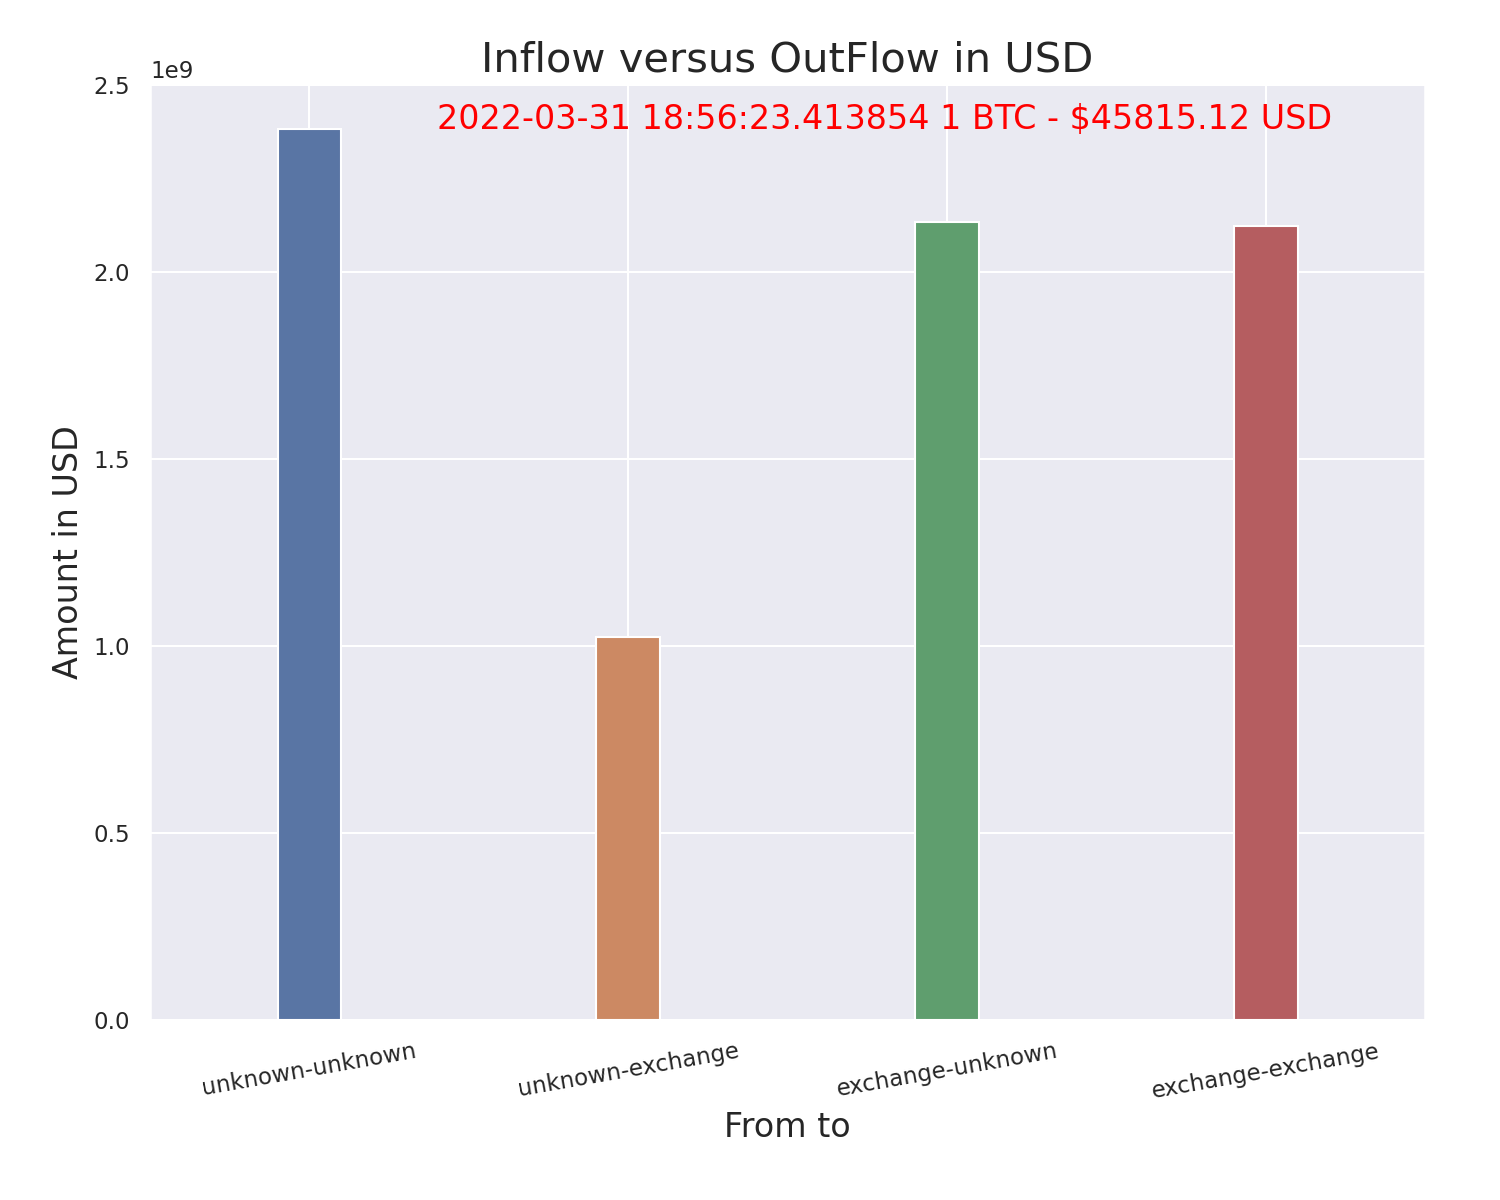 Inflow versus OutFlow in USD
1e9
2022-03-31 18:56:23.413854 1 BTC - $45815.12 USD
2.5
2.0
1.5
1.0
0.5
0.0
Amount in USD
unknown-unknown
unknown-exchange
exchange-unknown
exchange-exchange
From to